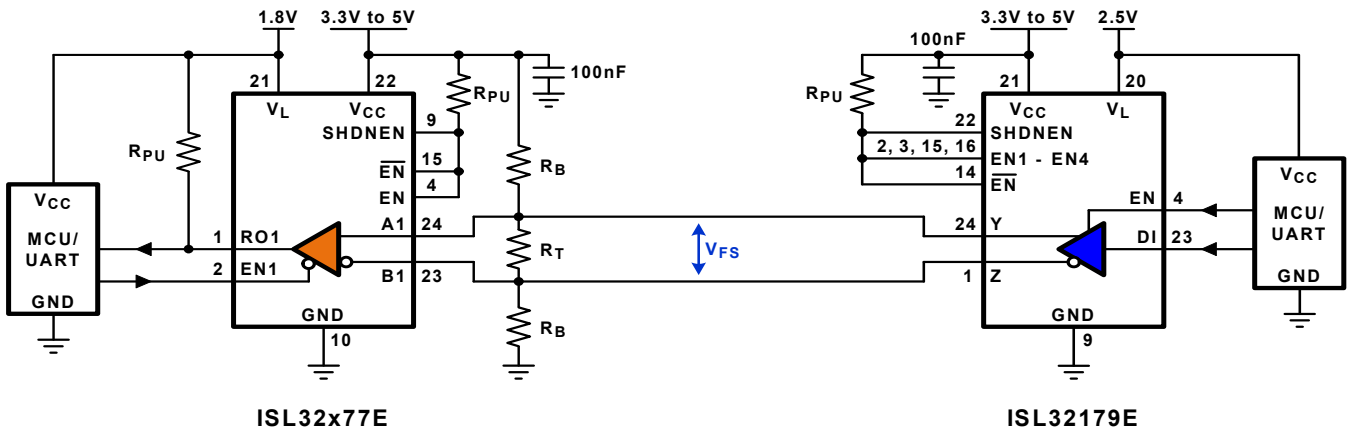 1.8V 3.3V to 5V
100nF
21 22
VL VCC
RPU
9
SHDNEN
RPU
15
EN
4
EN
RB
VCC
MCU/
UART
GND
1 RO1
2 EN1
A1 24
B1 23
RT
GND
10
RB
VFS
ISL32x77E
3.3V to 5V 2.5V
100nF
21 20
VCC VL
RPU
22 SHDNEN
2, 3, 15, 16 EN1 - EN4
14 EN
EN 4
24 Y
DI 23
1 Z
GND
9
VCC
MCU/
UART
GND
ISL32179E